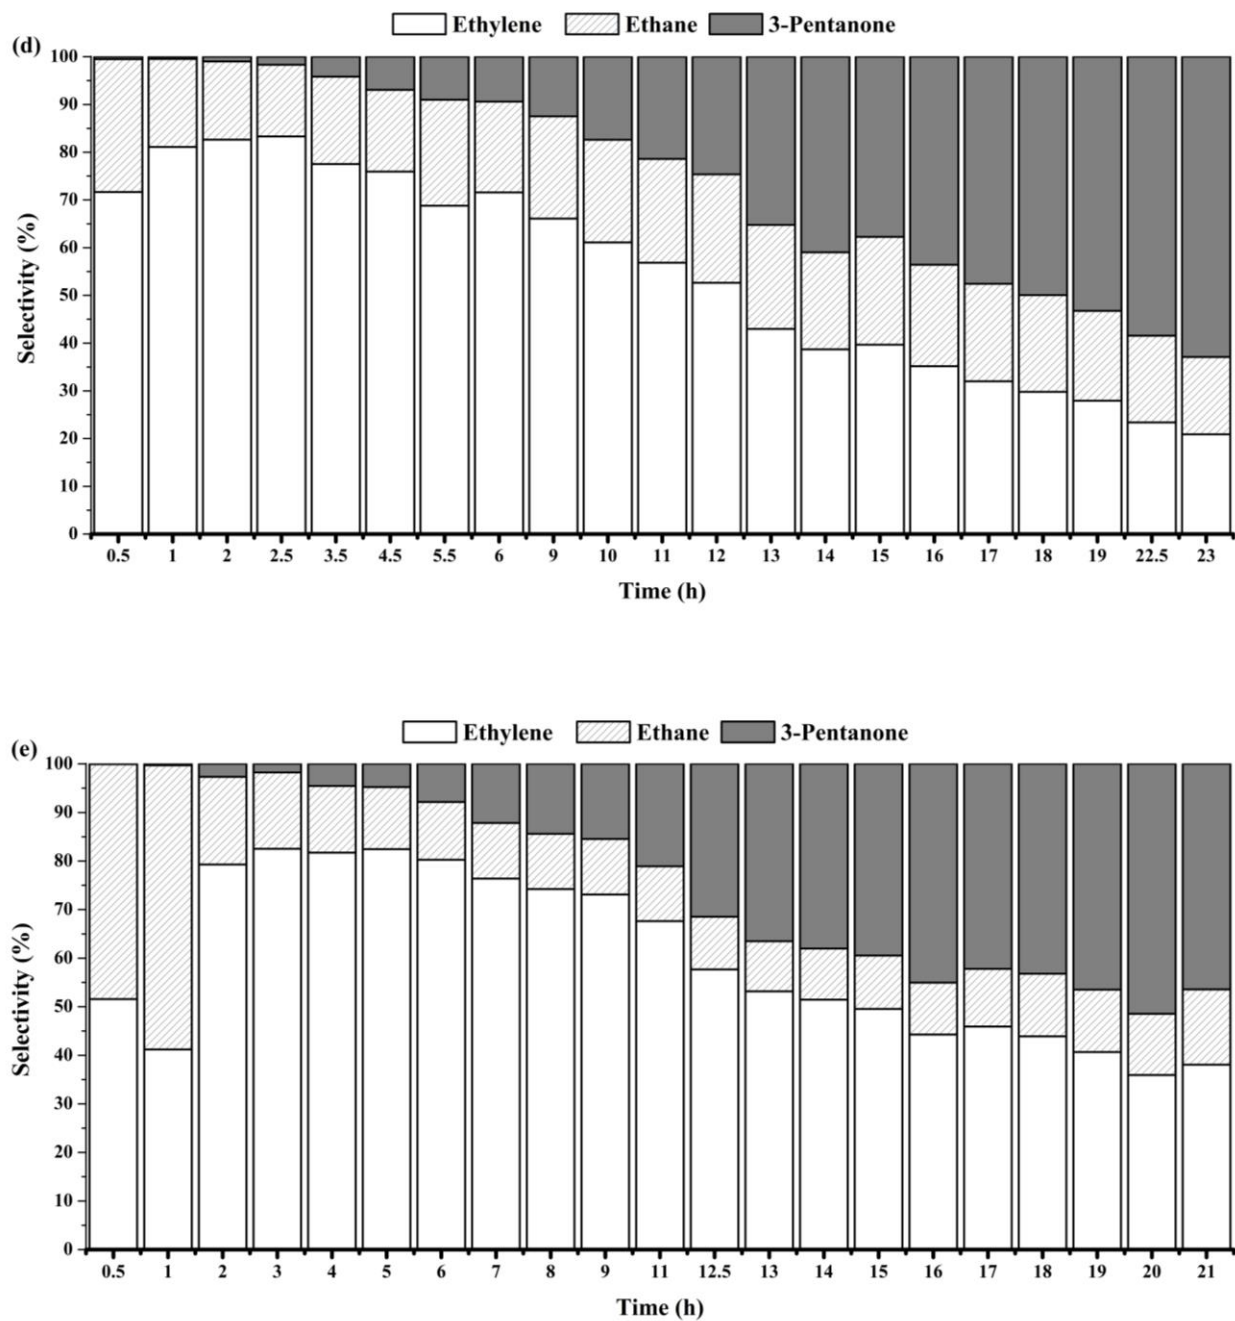 Ethylene Ethane 3-Pentanone
(d)
100
90
80
70
60
50
40
30
20
10
0
Selectivity (%)
0.5 1 2 2.5 3.5 4.5 5.5 6 9 10 11 12 13 14 15 16 17 18 19 22.5 23
Time (h)
Ethylene Ethane 3-Pentanone
(e)
100
90
80
70
60
50
40
30
20
10
0
Selectivity (%)
0.5 1 2 3 4 5 6 7 8 9 11 12.5 13 14 15 16 17 18 19 20 21
Time (h)